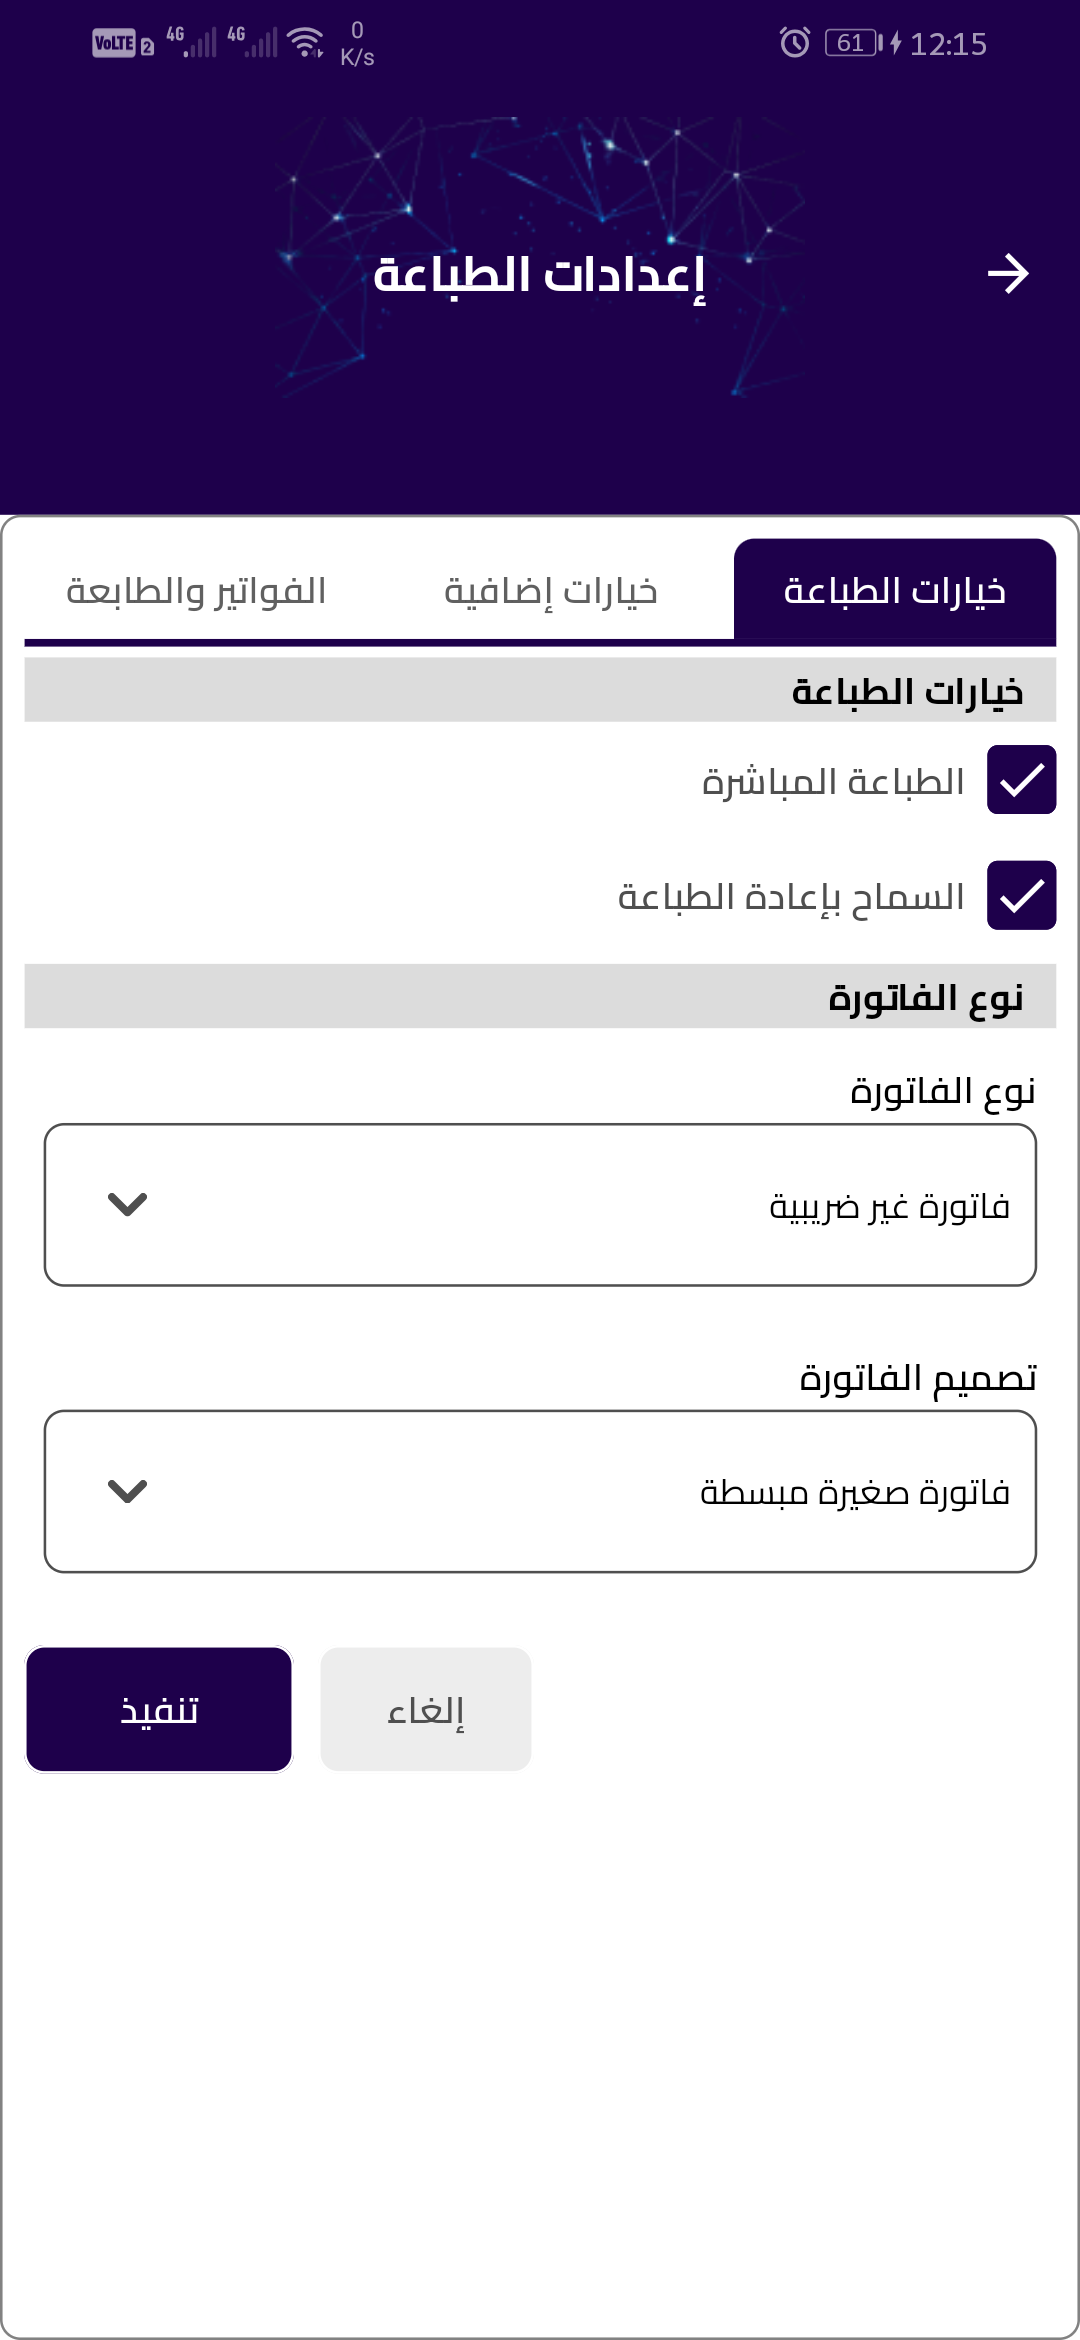 VoLTE 2 4G 4G 0 K/s 61 12:15
إعدادات الطباعة
خيارات الطباعة خيارات إضافية الفواتير والطابعة
خيارات الطباعة
الطباعة المباشرة
السماح بإعادة الطباعة
نوع الفاتورة
نوع الفاتورة
فاتورة غير ضريبية
تصميم الفاتورة
فاتورة صغيرة مبسطة
إلغاء تنفيذ